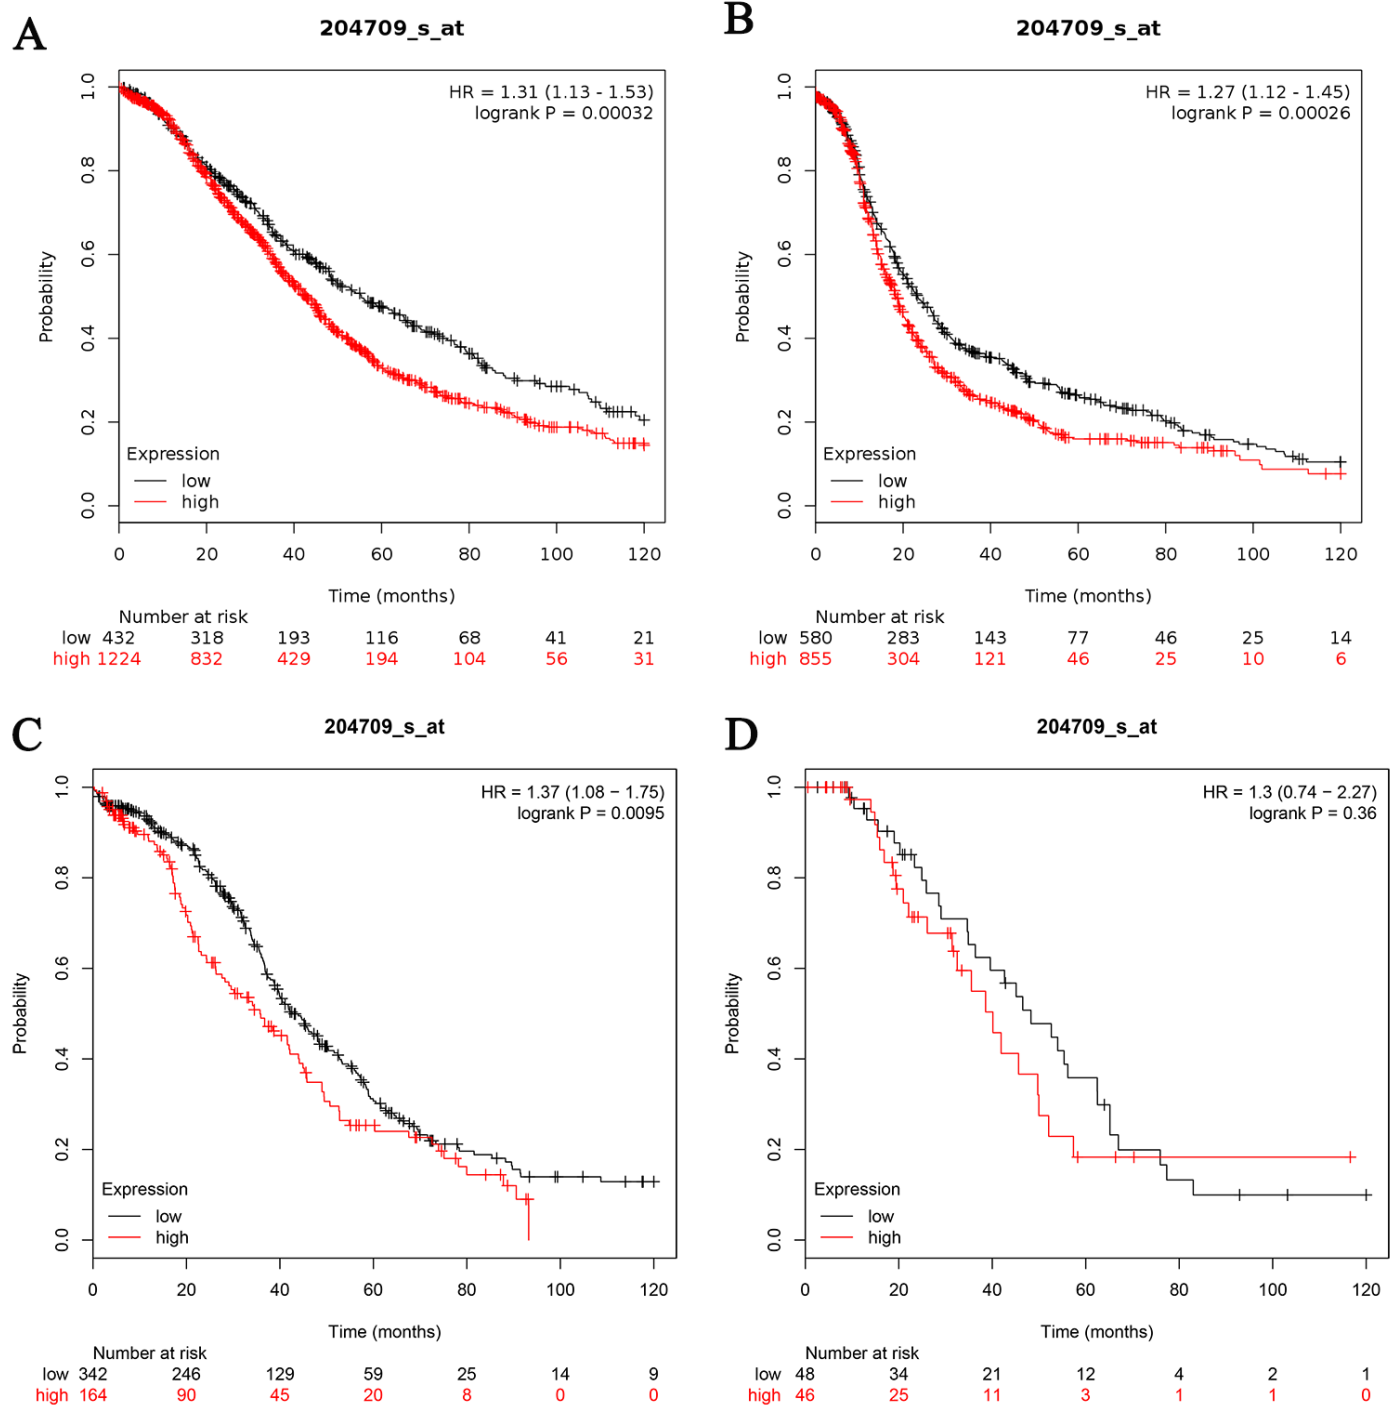 A
204709_s_at
HR = 1.31 (1.13 - 1.53)
logrank P = 0.00032
Probability
1.0
0.8
0.6
0.4
0.2
0.0
Expression
low
high
0 20 40 60 80 100 120
Time (months)
Number at risk
low 432 318 193 116 68 41 21
high 1224 832 429 194 104 56 31
B
204709_s_at
HR = 1.27 (1.12 - 1.45)
logrank P = 0.00026
Probability
1.0
0.8
0.6
0.4
0.2
0.0
Expression
low
high
0 20 40 60 80 100 120
Time (months)
Number at risk
low 580 283 143 77 46 25 14
high 855 304 121 46 25 10 6
C
204709_s_at
HR = 1.37 (1.08 − 1.75)
logrank P = 0.0095
Probability
1.0
0.8
0.6
0.4
0.2
0.0
Expression
low
high
0 20 40 60 80 100 120
Time (months)
Number at risk
low 342 246 129 59 25 14 9
high 164 90 45 20 8 0 0
D
204709_s_at
HR = 1.3 (0.74 − 2.27)
logrank P = 0.36
Probability
1.0
0.8
0.6
0.4
0.2
0.0
Expression
low
high
0 20 40 60 80 100 120
Time (months)
Number at risk
low 48 34 21 12 4 2 1
high 46 25 11 3 1 1 0